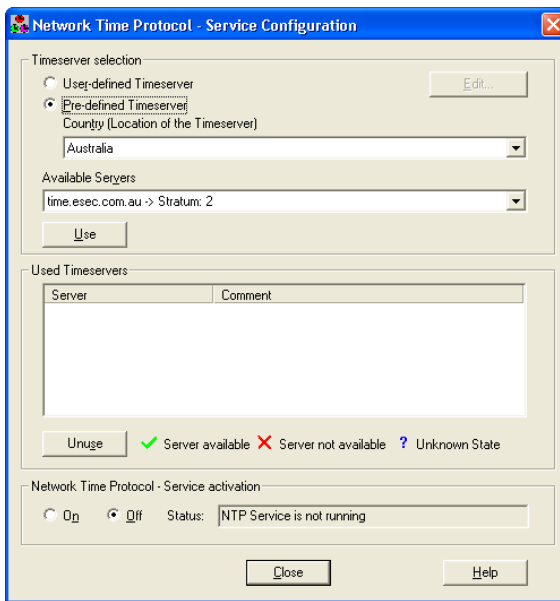 Network Time Protocol - Service Configuration
Timeserver selection
User-defined Timeserver
Edit...
Pre-defined Timeserver
Country (Location of the Timeserver)
Australia
Available Servers
time.esec.com.au -> Stratum: 2
Use
Used Timeservers
Server Comment
Unuse Server available Server not available ? Unknown State
Network Time Protocol - Service activation
On Off Status: NTP Service is not running
Close Help